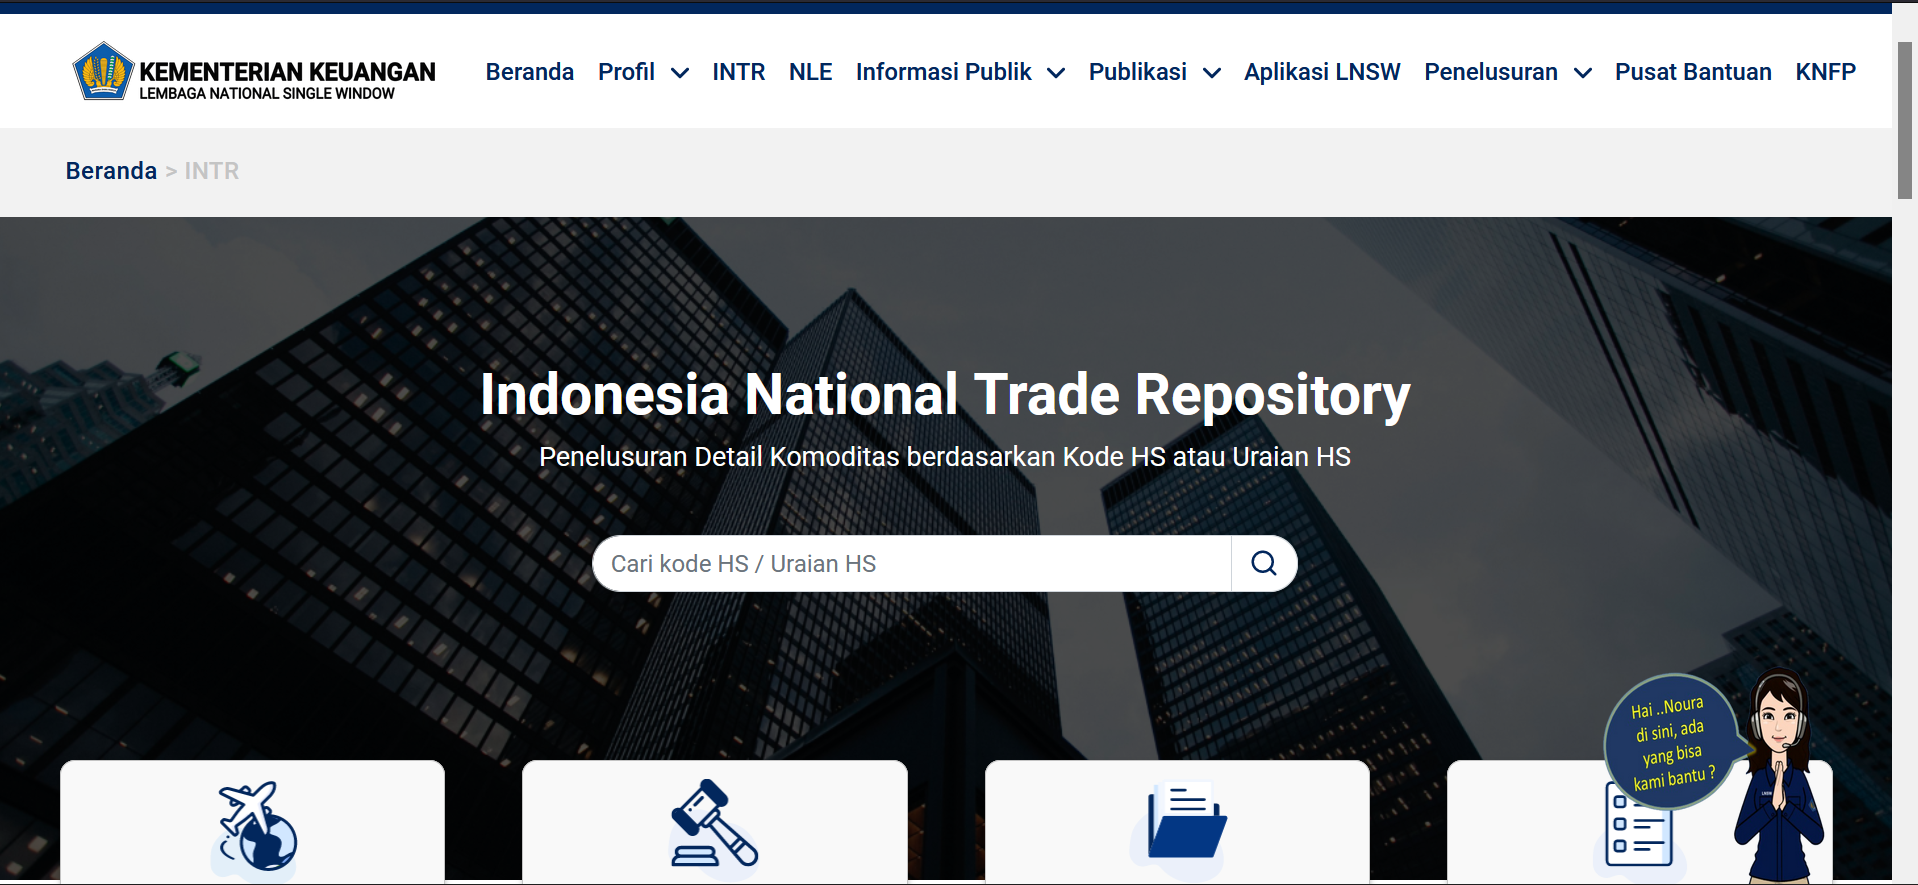 KEMENTERIAN KEUANGAN
LEMBAGA NATIONAL SINGLE WINDOW
Beranda Profil INTR NLE Informasi Publik Publikasi Aplikasi LNSW Penelusuran Pusat Bantuan KNFP
Beranda > INTR
Indonesia National Trade Repository
Penelusuran Detail Komoditas berdasarkan Kode HS atau Uraian HS
Cari kode HS / Uraian HS
Hai ..Noura
di sini, ada
yang bisa
kami bantu ?